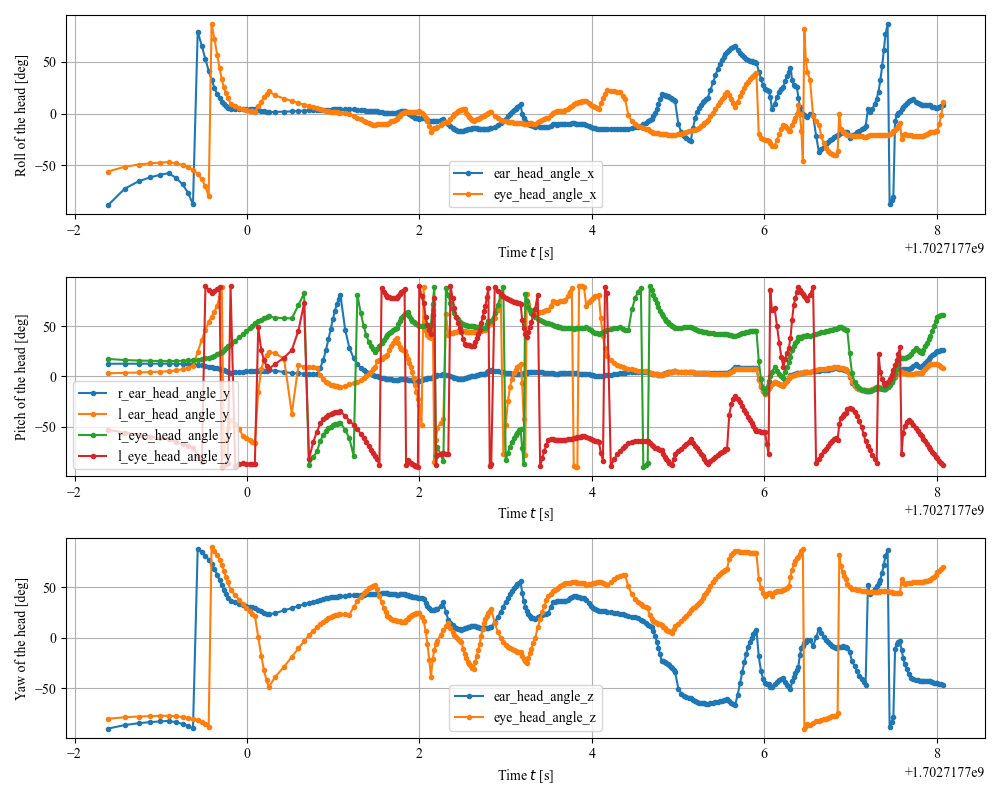 Roll of the head [deg]
50
0
−50
ear_head_angle_x
eye_head_angle_x
−2 0 2 4 6 8
Time t [s]
+1.7027177e9
Pitch of the head [deg]
50
0
−50
r_ear_head_angle_y
l_ear_head_angle_y
r_eye_head_angle_y
l_eye_head_angle_y
−2 0 2 4 6 8
Time t [s]
+1.7027177e9
Yaw of the head [deg]
50
0
−50
ear_head_angle_z
eye_head_angle_z
−2 0 2 4 6 8
Time t [s]
+1.7027177e9